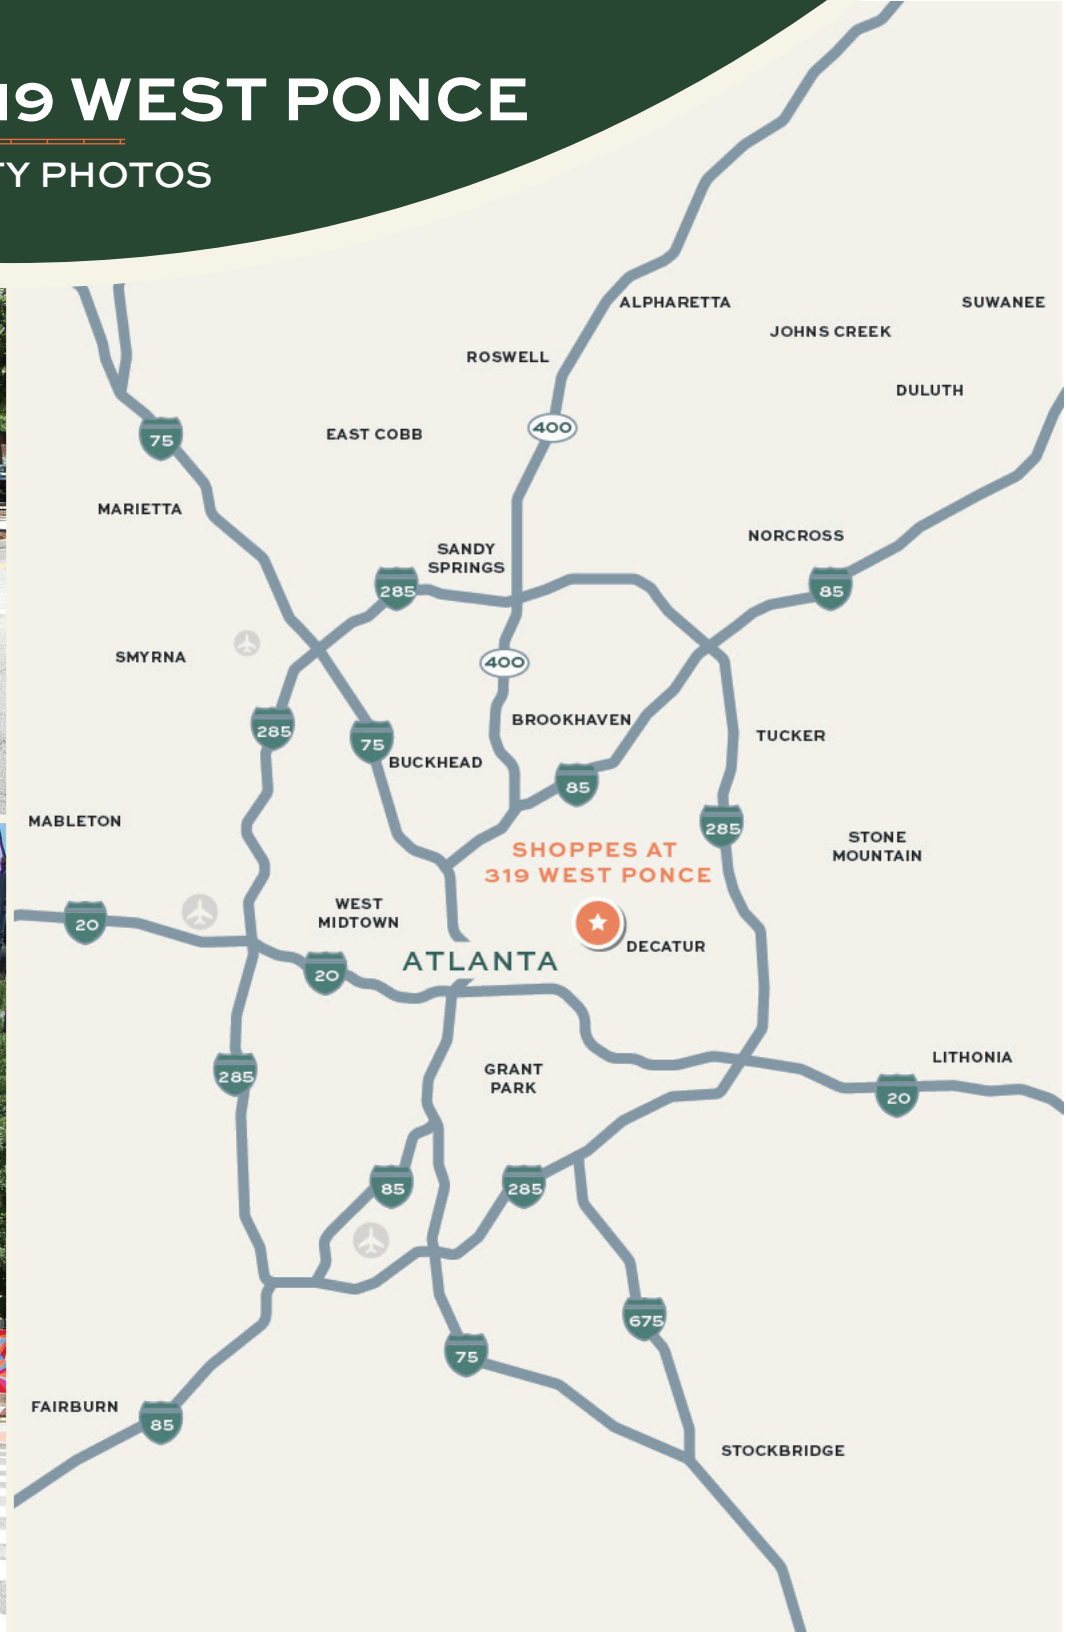 19 WEST PONCE
TY PHOTOS
ALPHARETTA
SUWANEE
JOHNS CREEK
ROSWELL
DULUTH
400
75
EAST COBB
MARIETTA
NORCROSS
SANDY
SPRINGS
285
85
SMYRNA
400
285
BROOKHAVEN
75
TUCKER
BUCKHEAD
85
MABLETON
285
STONE
MOUNTAIN
SHOPPES AT
319 WEST PONCE
WEST
MIDTOWN
20
DECATUR
ATLANTA
20
LITHONIA
285
GRANT
PARK
20
85
285
675
75
FAIRBURN
85
STOCKBRIDGE